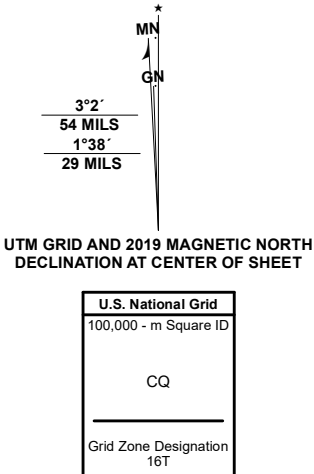 MN
GN
3°2´
54 MILS
1°38´
29 MILS
UTM GRID AND 2019 MAGNETIC NORTH
DECLINATION AT CENTER OF SHEET
U.S. National Grid
100,000 - m Square ID
CQ
Grid Zone Designation
16T